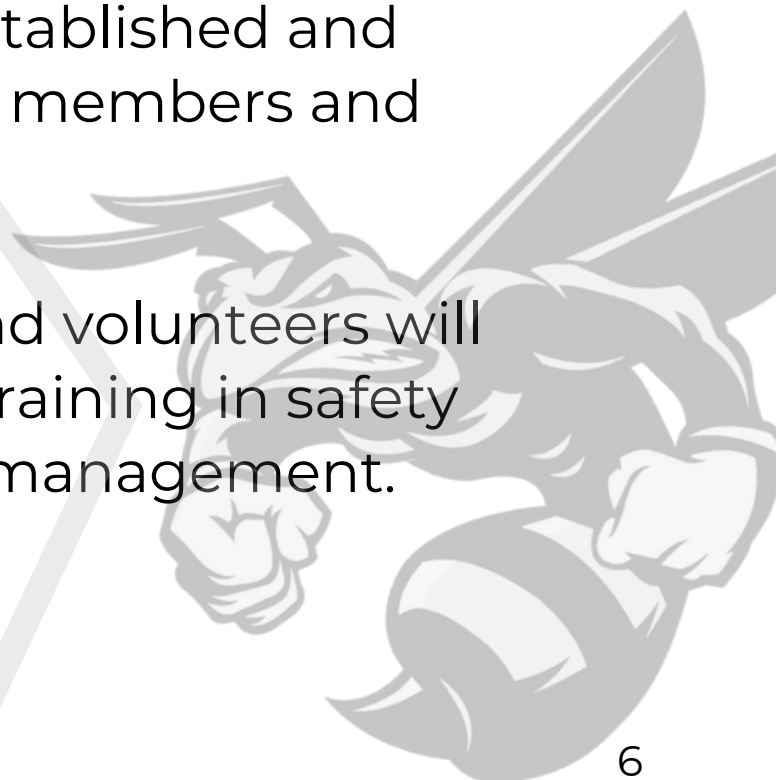 tablished and
members and
d volunteers will
raining in safety
management.
6